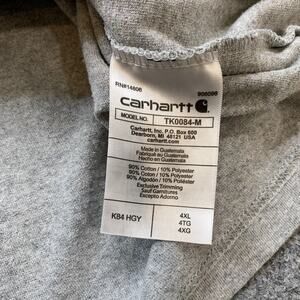 RN#14806 906098
carhartt
MODEL NO. TK0084-M
Carhartt, Inc. P.O. Box 600
Dearborn, MI 48121 USA
carhartt.com
Made in Guatemala
Fabriqué au Guatemala
Hecho en Guatemala
90% Cotton / 10% Polyester
90% Coton / 10% Polyester
90% Algodón / 10% Poliéster
Exclusive Trimming
Sauf Garnitures
Excepto Adorno
K84 HGY 4XL
4TG
4XG